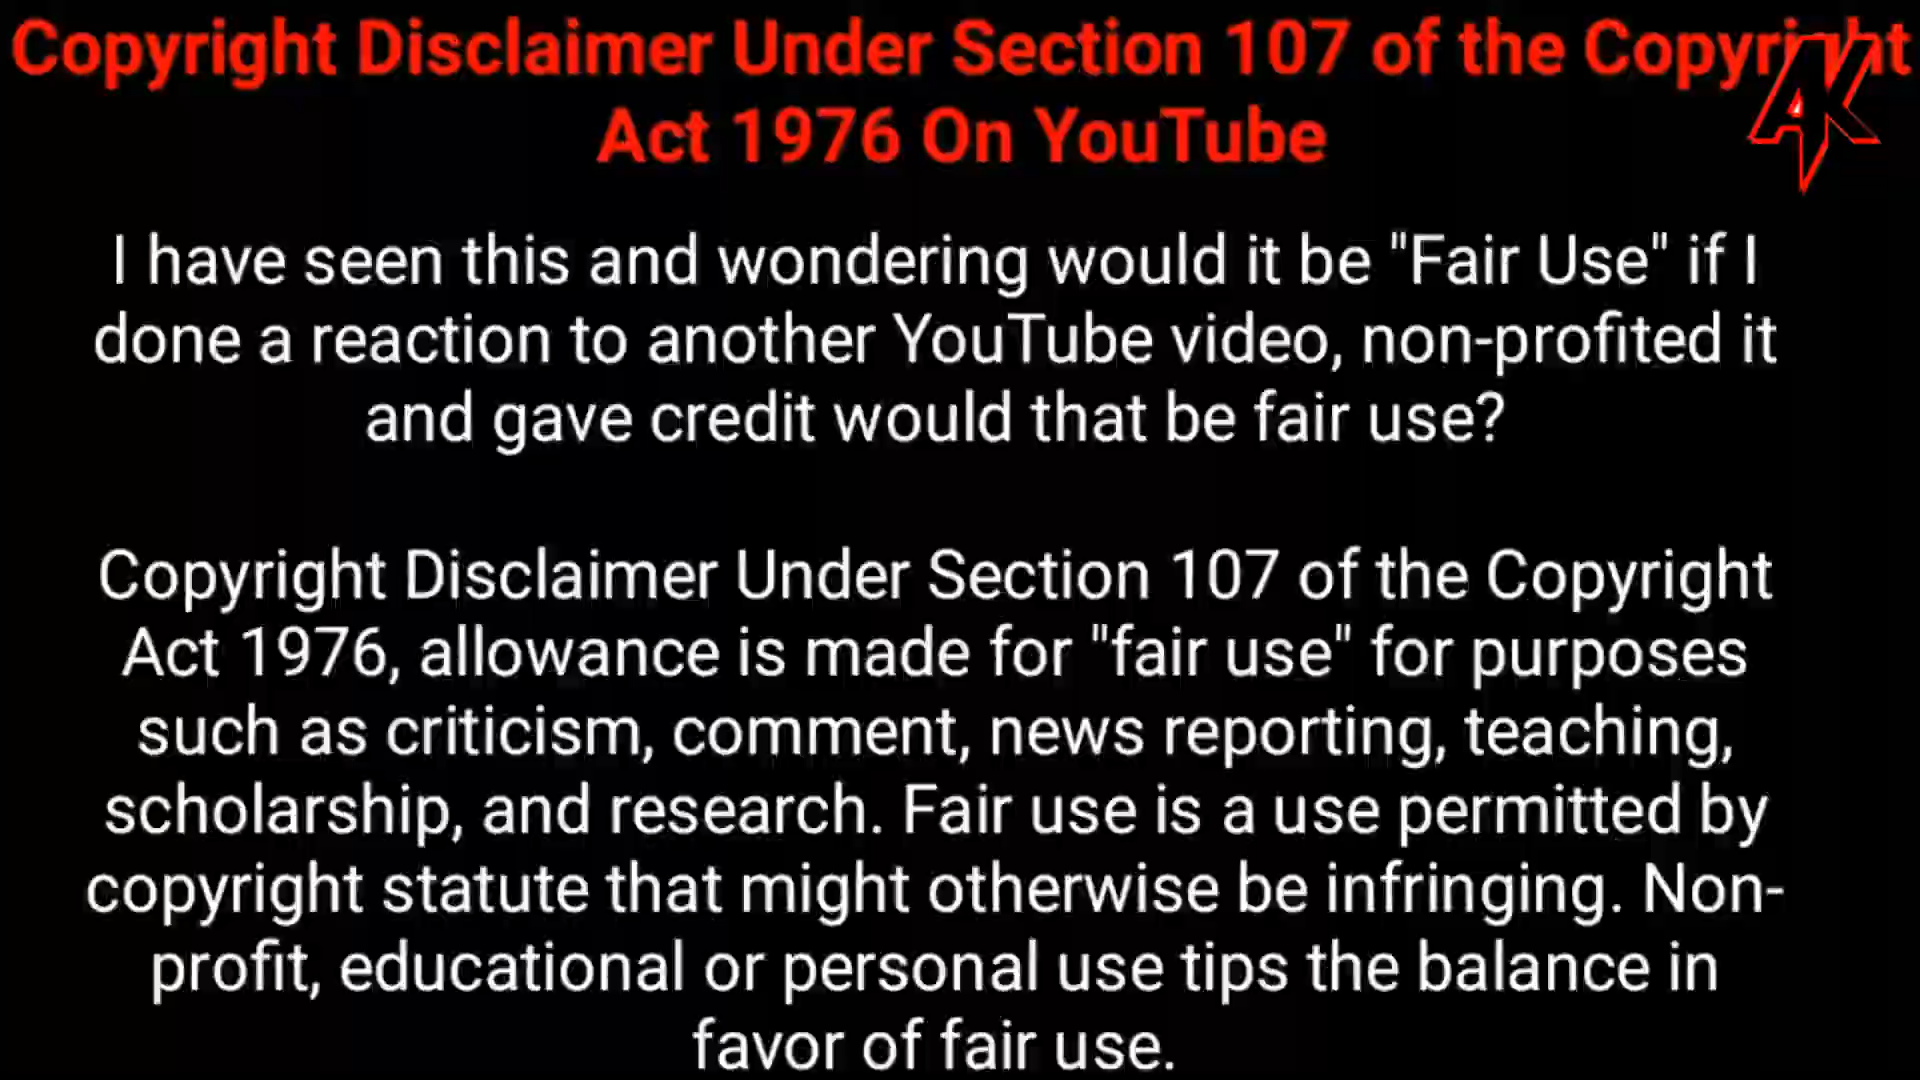 Copyright Disclaimer Under Section 107 of the Copyright
Act 1976 On YouTube
AK
I have seen this and wondering would it be "Fair Use" if I
done a reaction to another YouTube video, non-profited it
and gave credit would that be fair use?
Copyright Disclaimer Under Section 107 of the Copyright
Act 1976, allowance is made for "fair use" for purposes
such as criticism, comment, news reporting, teaching,
scholarship, and research. Fair use is a use permitted by
copyright statute that might otherwise be infringing. Non-
profit, educational or personal use tips the balance in
favor of fair use.